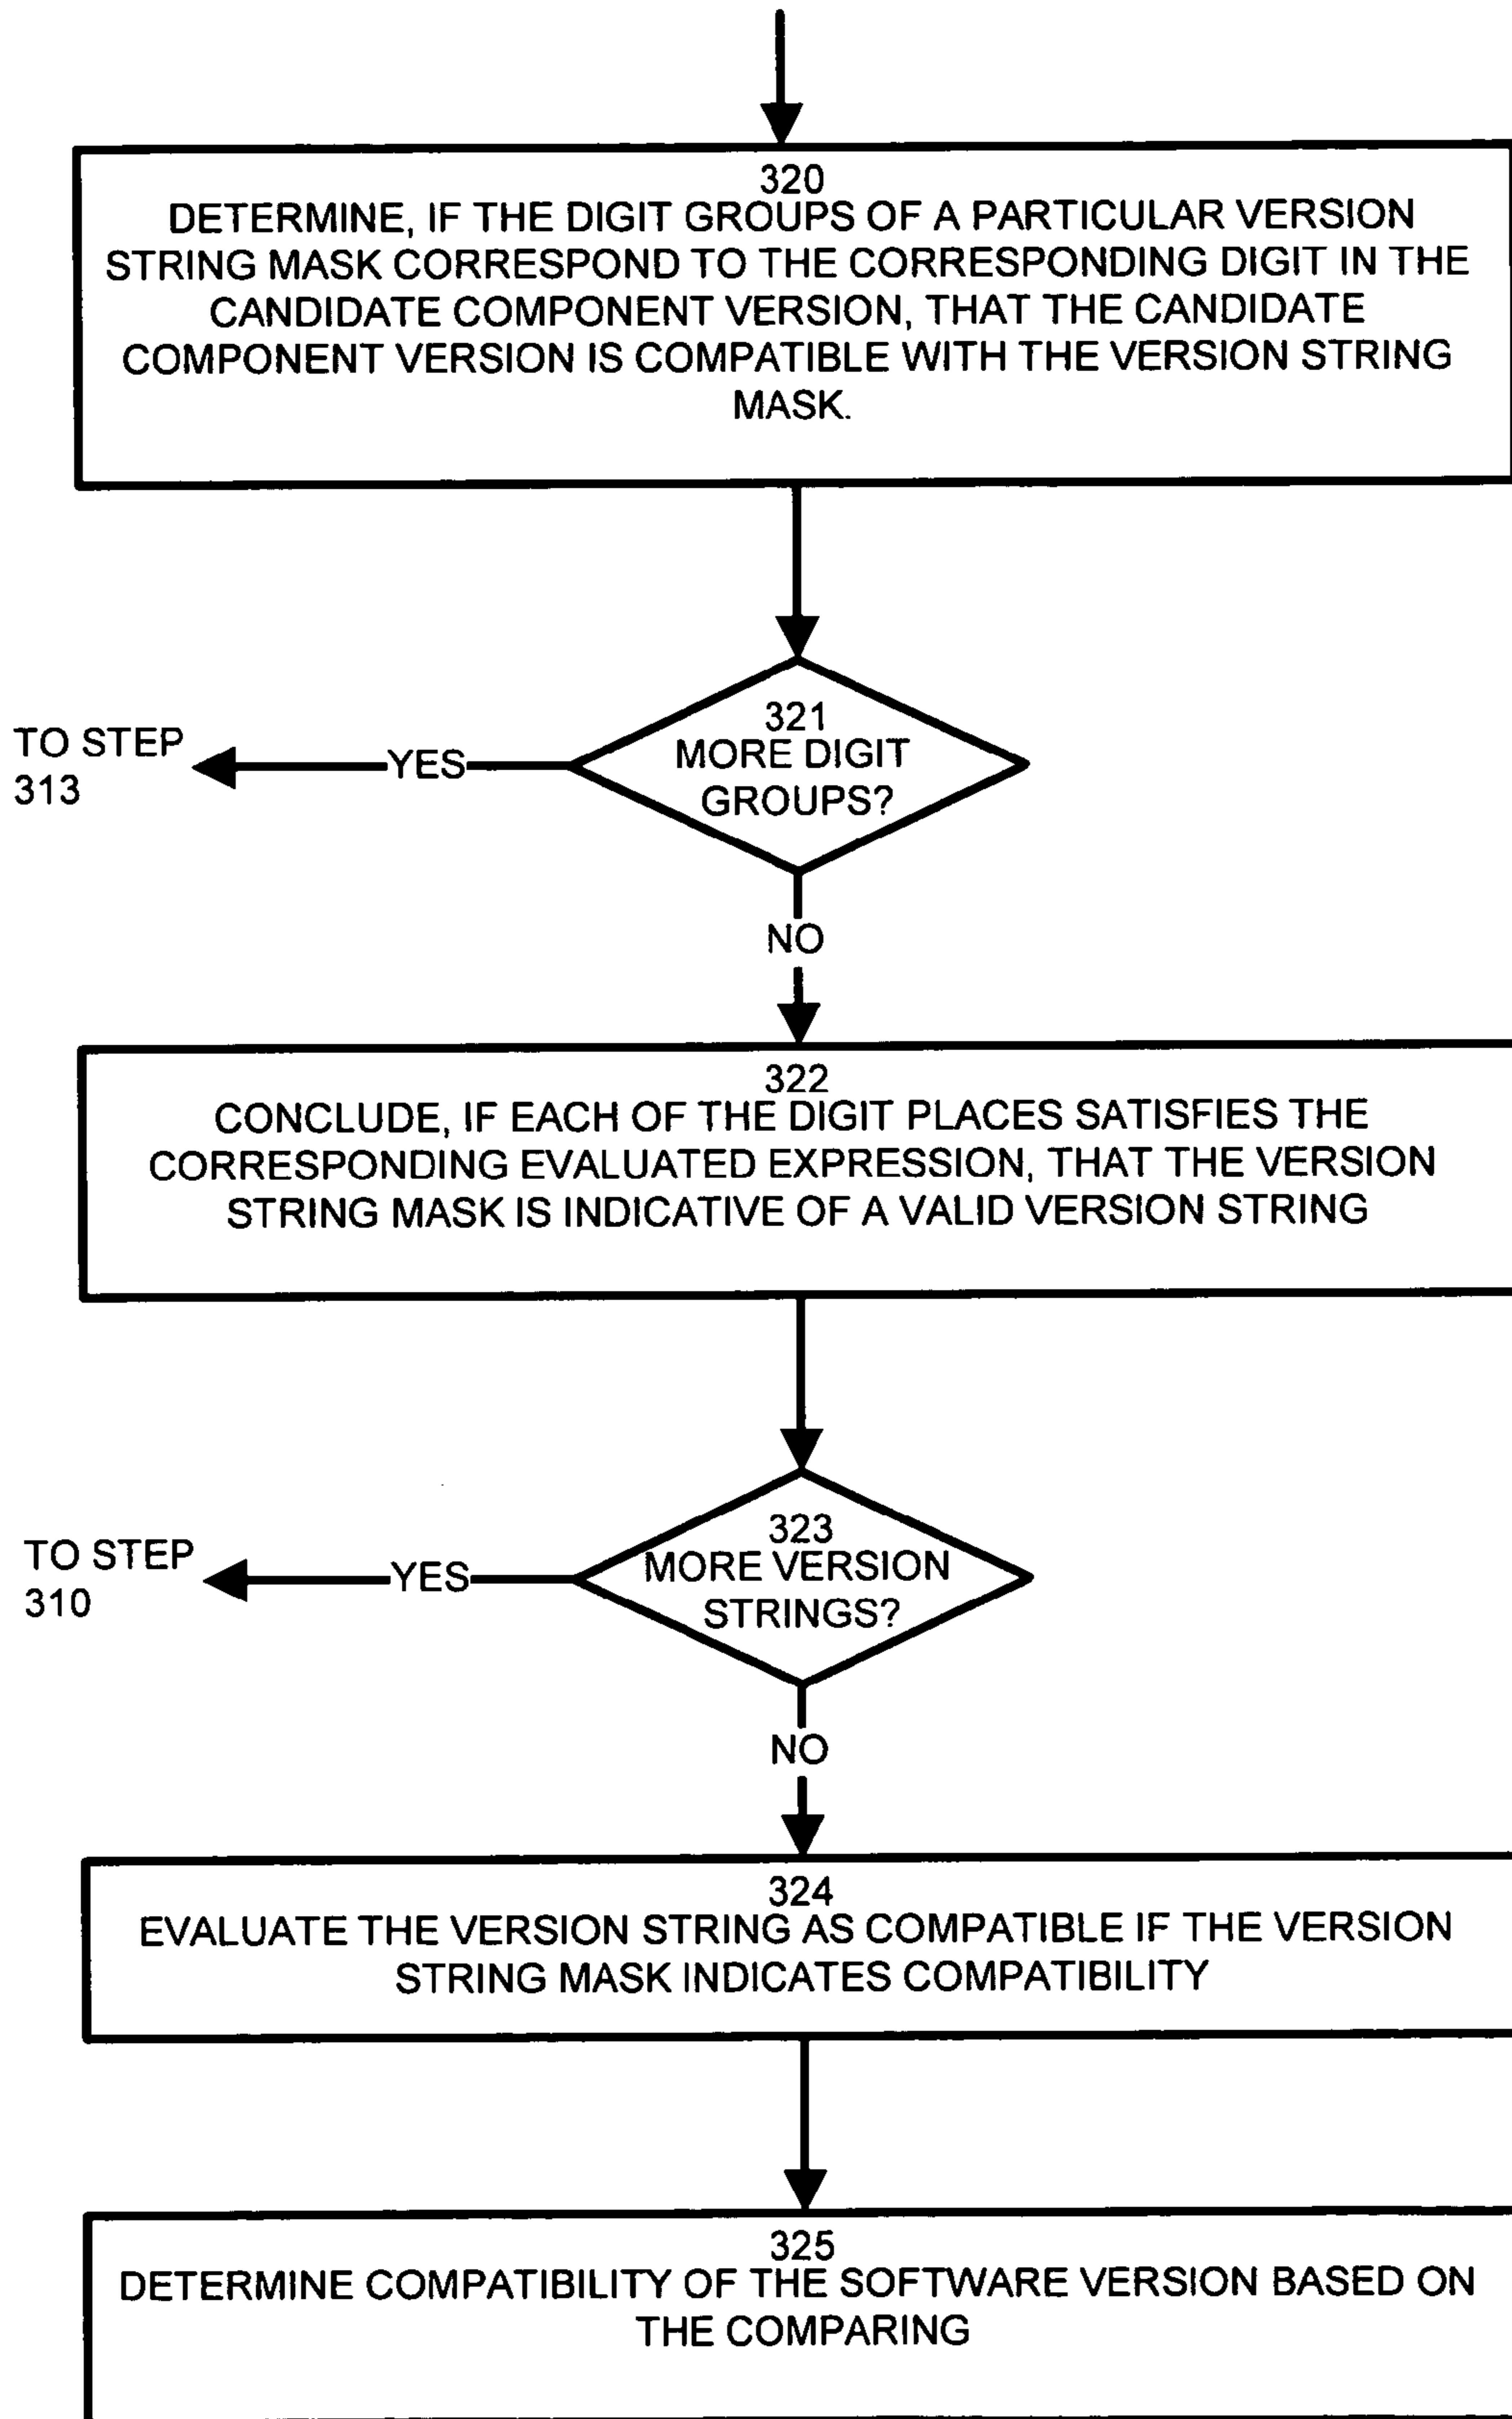 320
DETERMINE, IF THE DIGIT GROUPS OF A PARTICULAR VERSION
STRING MASK CORRESPOND TO THE CORRESPONDING DIGIT IN THE
CANDIDATE COMPONENT VERSION, THAT THE CANDIDATE
COMPONENT VERSION IS COMPATIBLE WITH THE VERSION STRING
MASK.
321
MORE DIGIT
GROUPS?
YES
TO STEP
313
NO
322
CONCLUDE, IF EACH OF THE DIGIT PLACES SATISFIES THE
CORRESPONDING EVALUATED EXPRESSION, THAT THE VERSION
STRING MASK IS INDICATIVE OF A VALID VERSION STRING
323
MORE VERSION
STRINGS?
YES
TO STEP
310
NO
324
EVALUATE THE VERSION STRING AS COMPATIBLE IF THE VERSION
STRING MASK INDICATES COMPATIBILITY
325
DETERMINE COMPATIBILITY OF THE SOFTWARE VERSION BASED ON
THE COMPARING